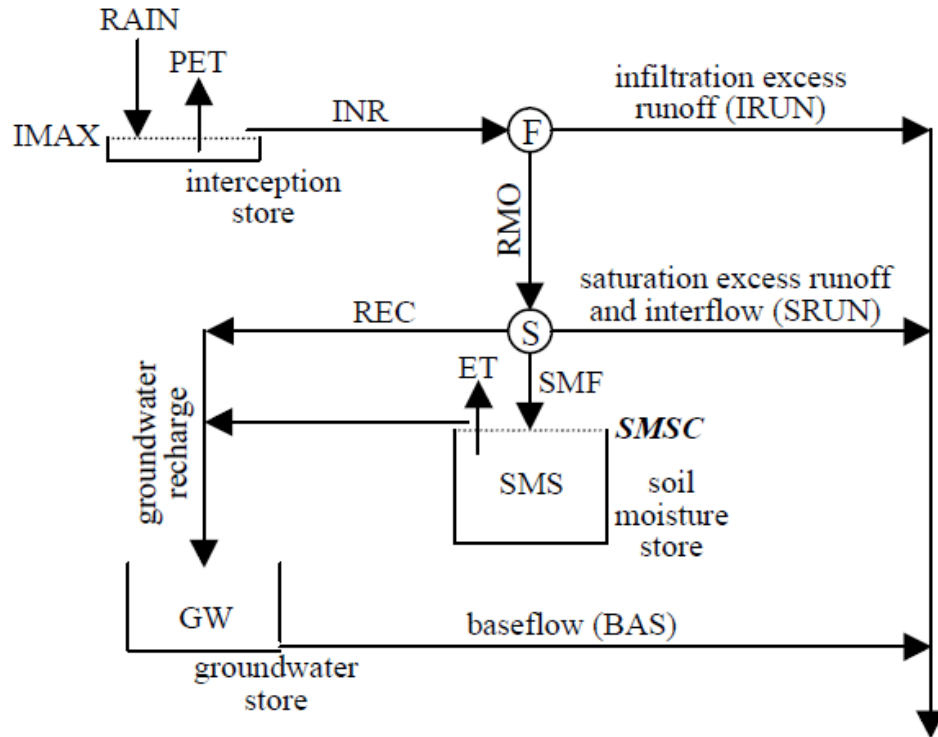 RAIN
PET
IMAX
interception
store
INR
F
infiltration excess
runoff (IRUN)
RMO
REC
S
saturation excess runoff
and interflow (SRUN)
ET
SMF
SMSC
SMS
soil
moisture
store
groundwater
recharge
GW
groundwater
store
baseflow (BAS)